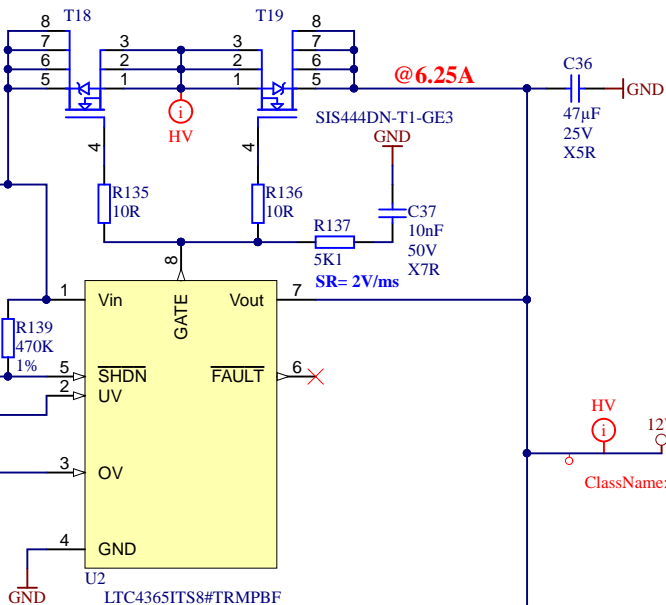 T18
T19
8
7
6
5
3
2
1
3
2
1
8
7
6
5
@6.25A
C36
47µF
25V
X5R
GND
HV
SIS444DN-T1-GE3
GND
4
4
R135
10R
R136
10R
R137
5K1
C37
10nF
50V
X7R
SR= 2V/ms
8
1
Vin
GATE
Vout
7
R139
470K
1%
5
SHDN
FAULT
6
2
UV
3
OV
4
GND
GND
U2
LTC4365ITS8#TRMPBF
HV
ClassName: